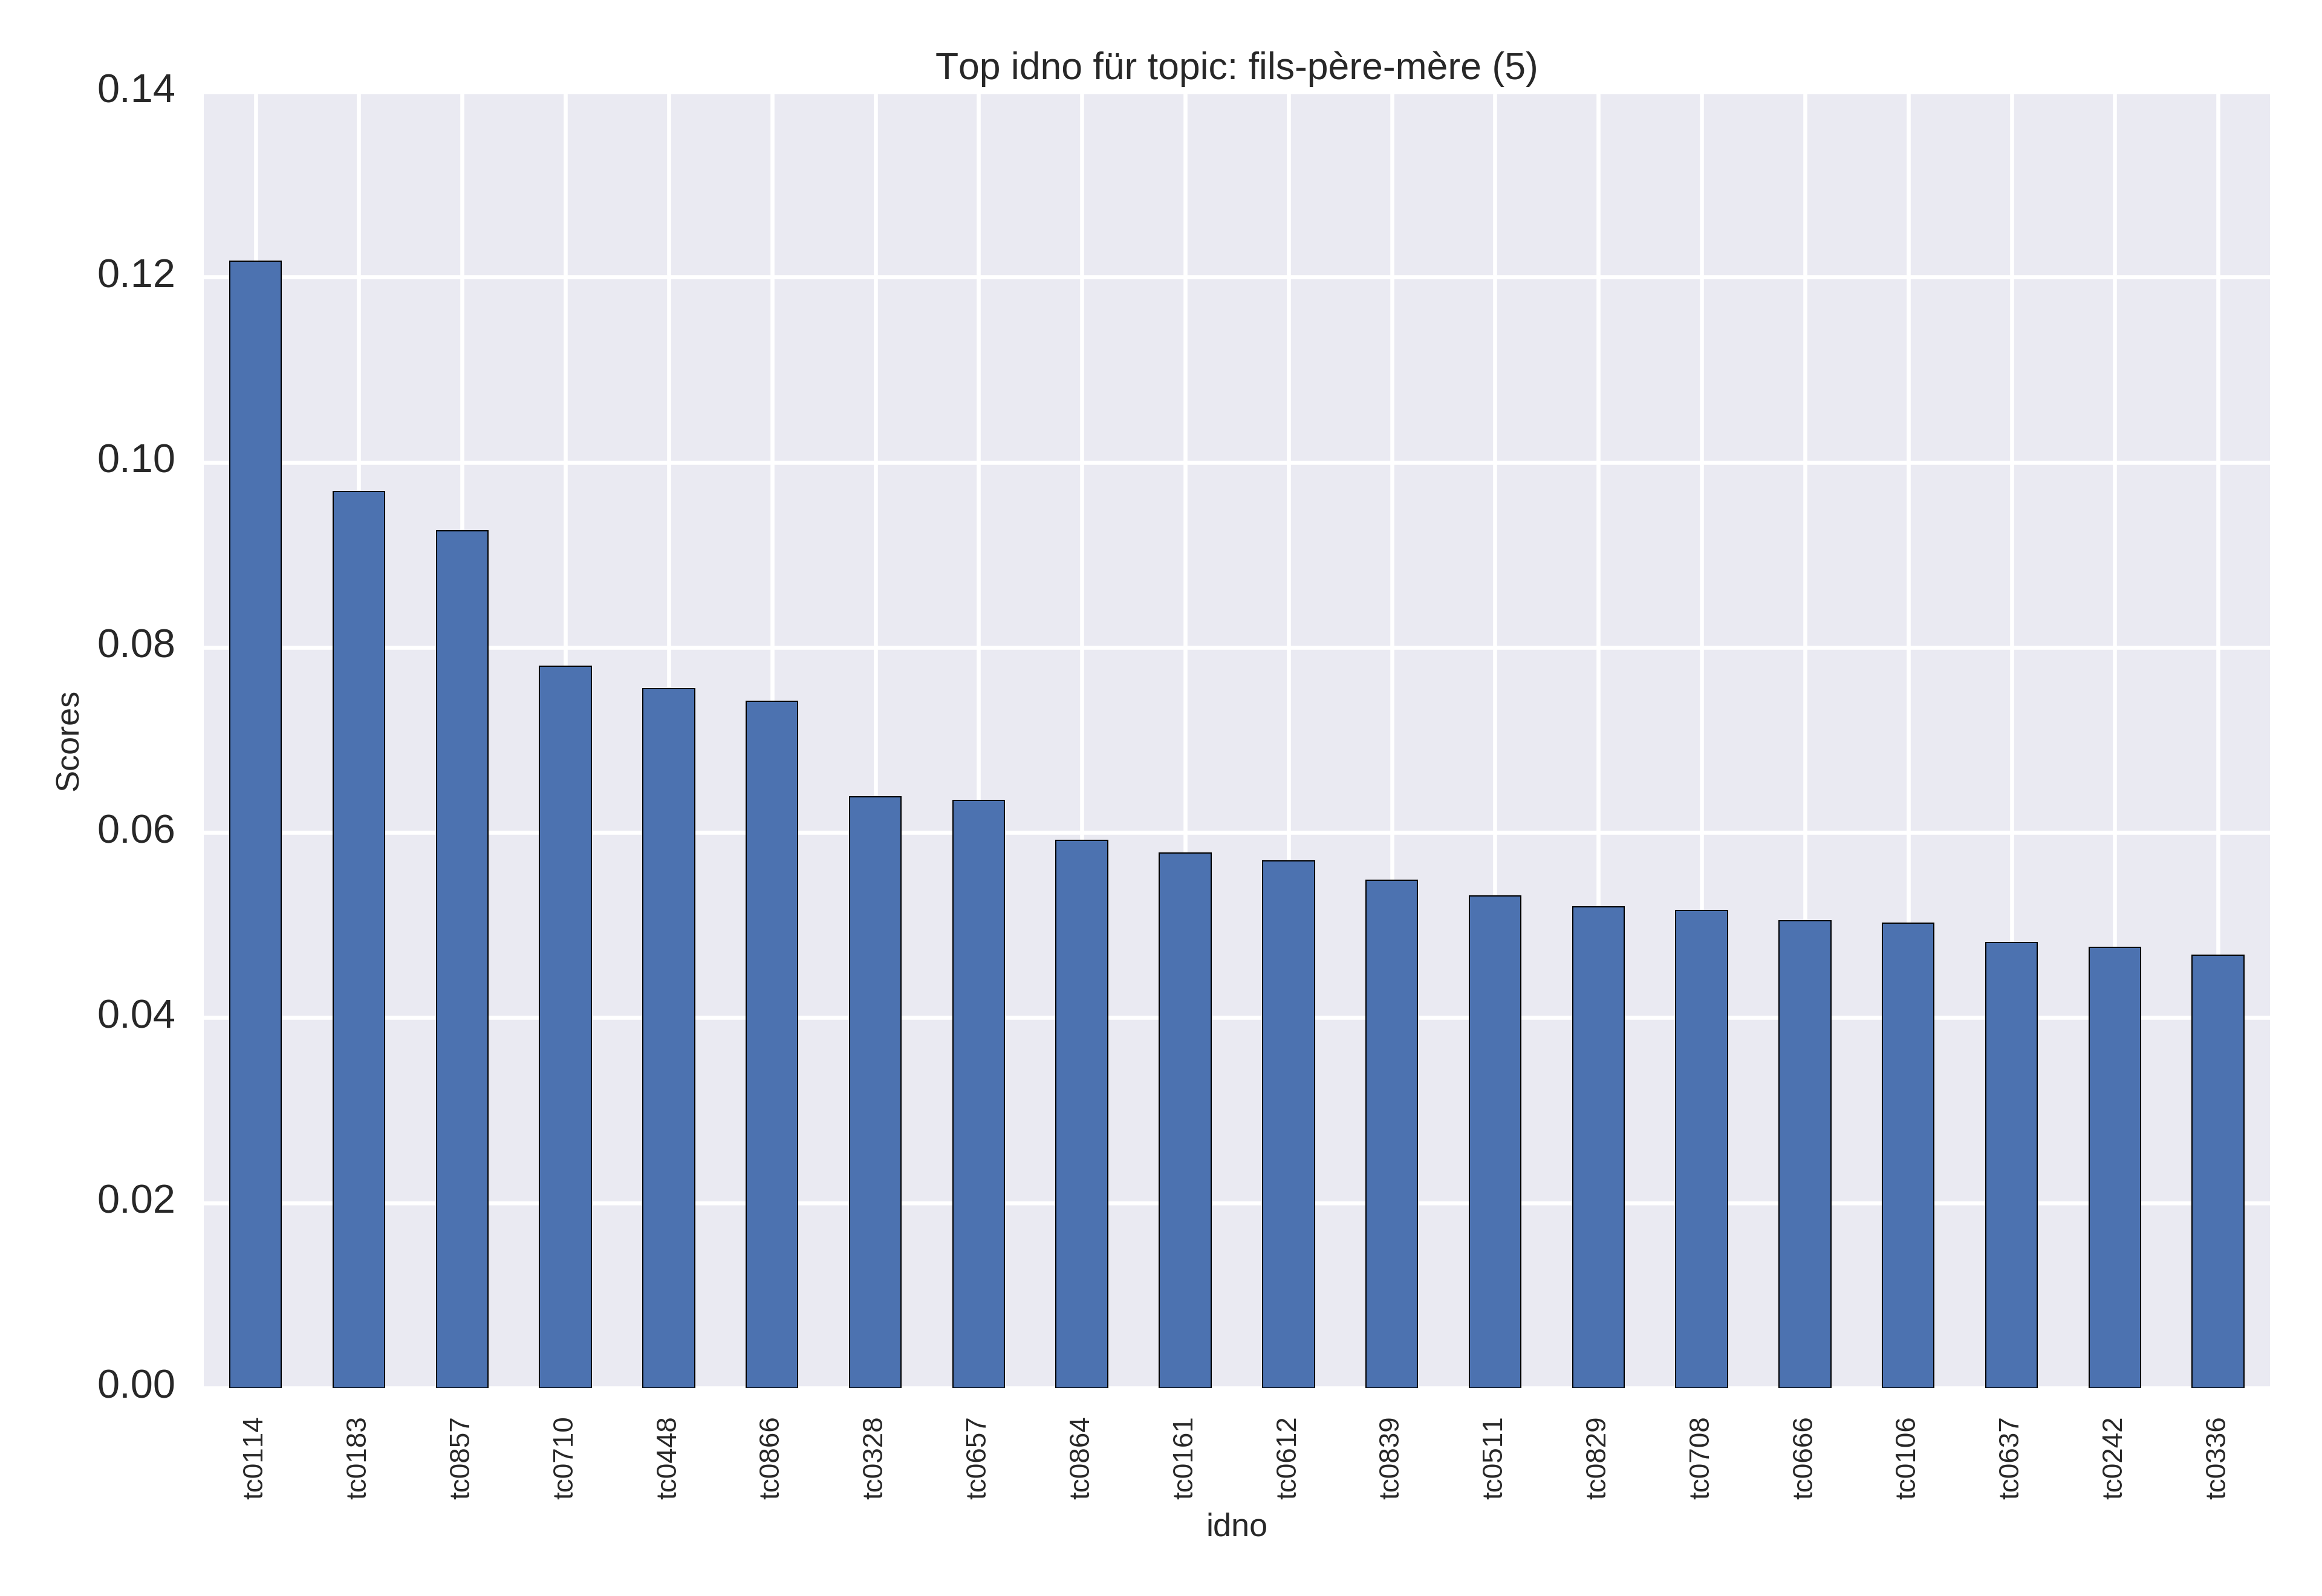 Top idno für topic: fils-père-mère (5)
0.14
0.12
0.10
0.08
0.06
0.04
0.02
0.00
Scores
tc0114
tc0183
tc0857
tc0710
tc0448
tc0866
tc0328
tc0657
tc0864
tc0161
tc0612
tc0839
tc0511
tc0829
tc0708
tc0666
tc0106
tc0637
tc0242
tc0336
idno